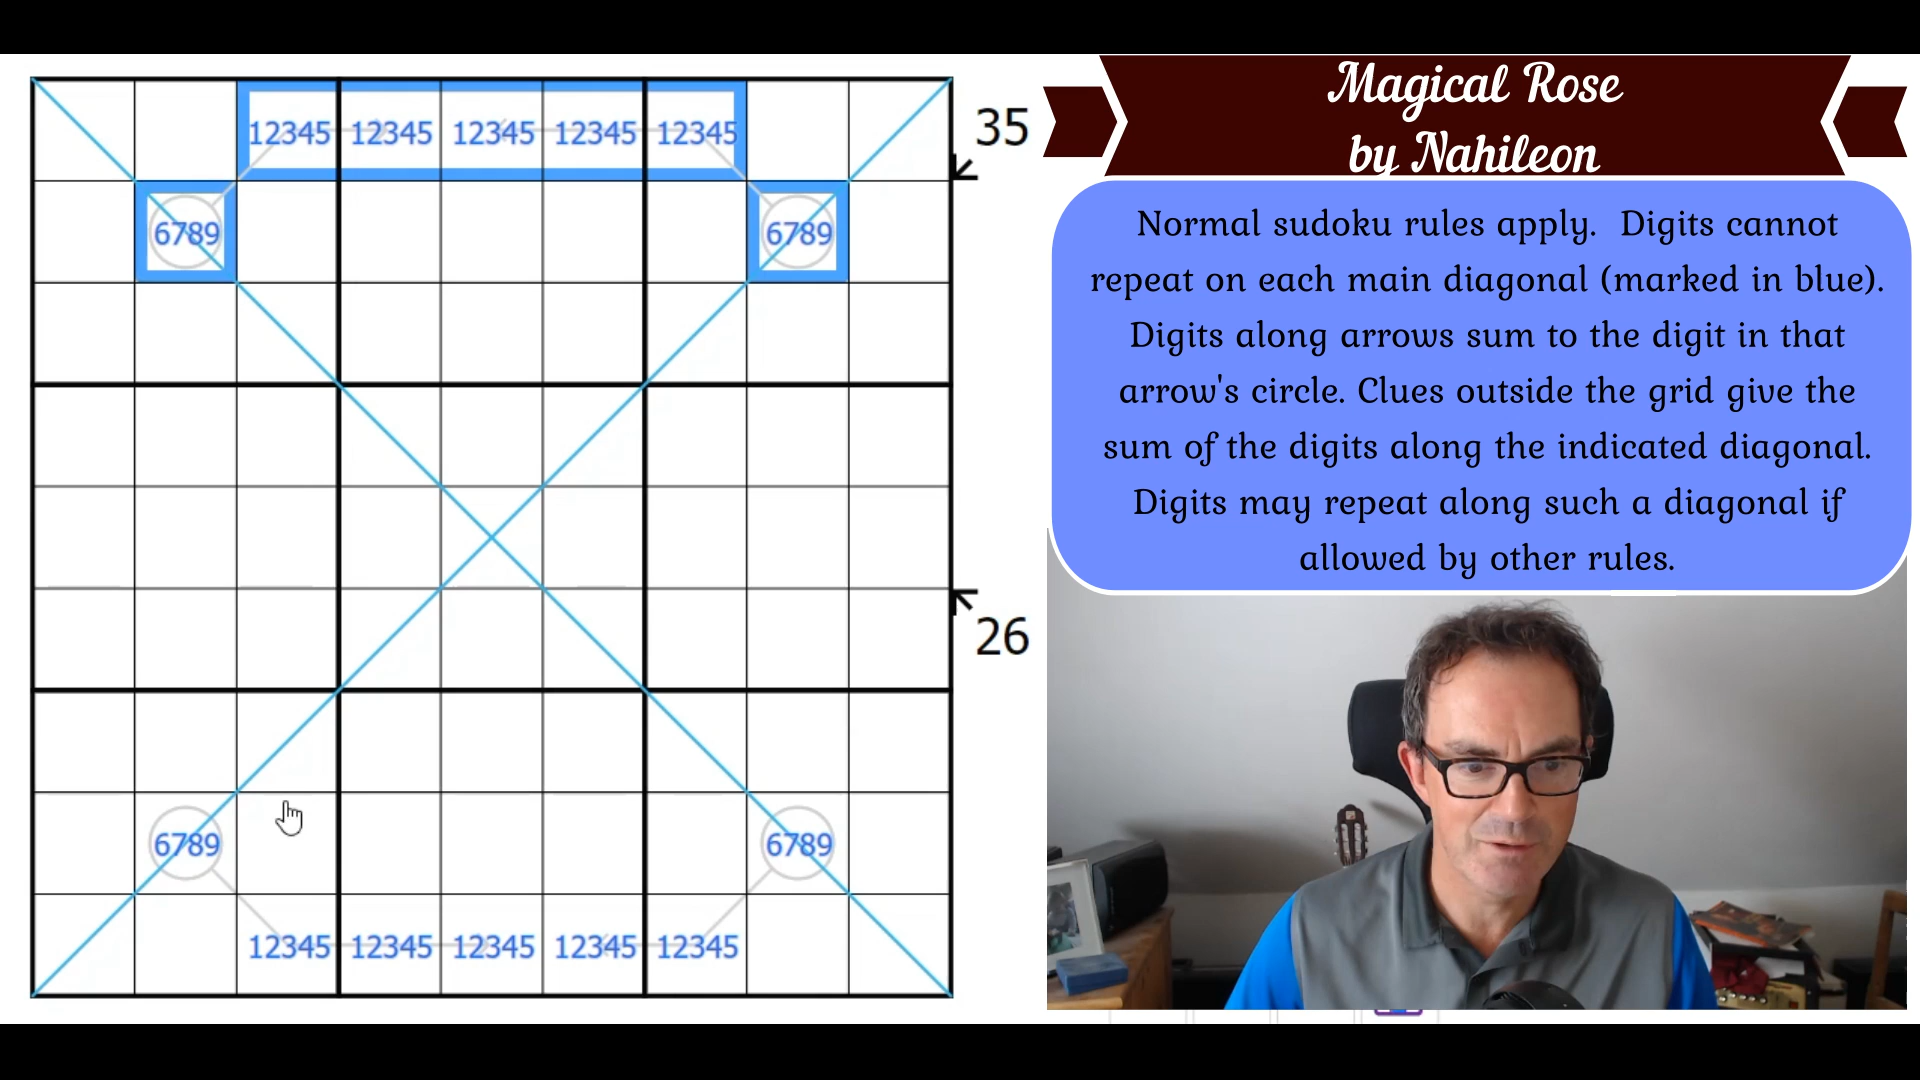 Magical Rose
by Nahileon
Normal sudoku rules apply. Digits cannot
repeat on each main diagonal (marked in blue).
Digits along arrows sum to the digit in that
arrow's circle. Clues outside the grid give the
sum of the digits along the indicated diagonal.
Digits may repeat along such a diagonal if
allowed by other rules.
12345 12345 12345 12345 12345
35
6789 6789
26
6789 6789
12345 12345 12345 12345 12345